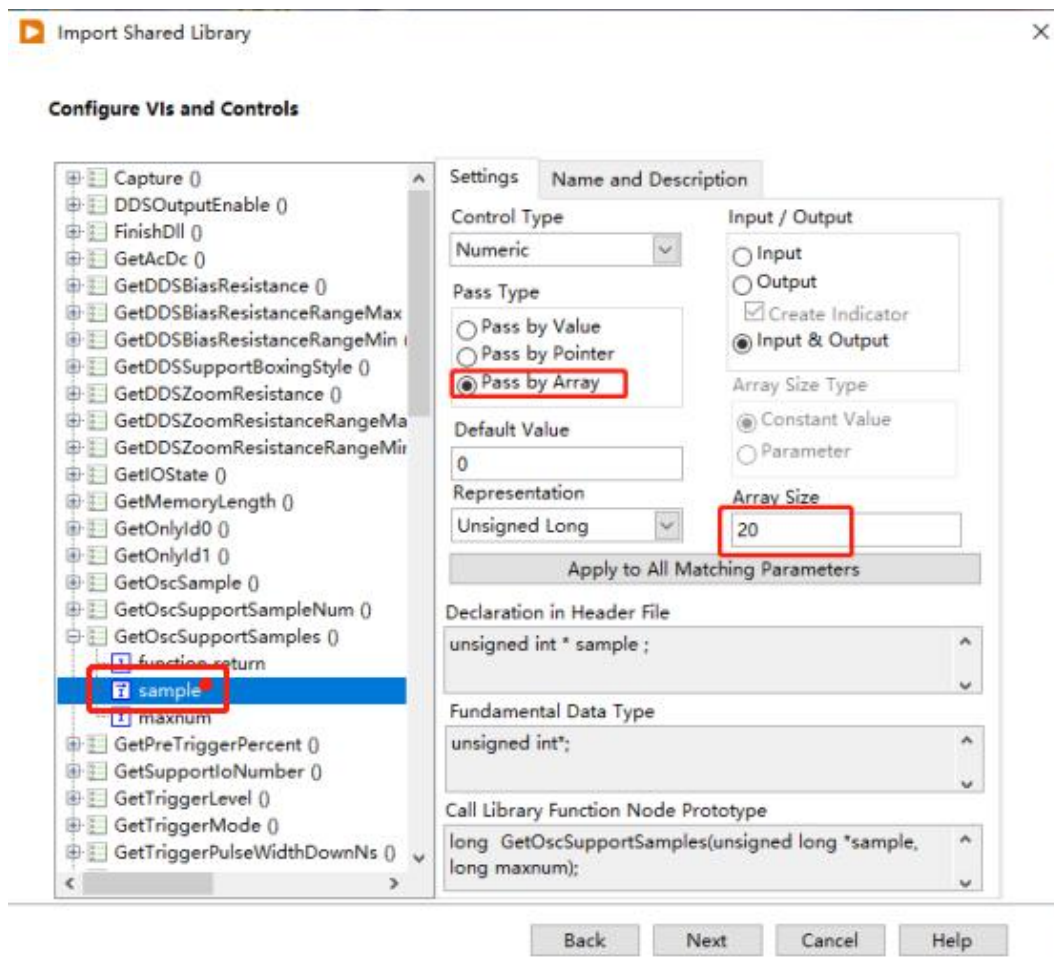 Import Shared Library
Configure VIs and Controls
Capture ()
DDSOutputEnable ()
FinishDll ()
GetAcDc ()
GetDDSBiasResistance ()
GetDDSBiasResistanceRangeMax
GetDDSBiasResistanceRangeMin (
GetDDSSupportBoxingStyle ()
GetDDSZoomResistance ()
GetDDSZoomResistanceRangeMa
GetDDSZoomResistanceRangeMir
GetIOState ()
GetMemoryLength ()
GetOnlyId0 ()
GetOnlyId1 ()
GetOscSample ()
GetOscSupportSampleNum ()
GetOscSupportSamples ()
function return
sample
maxnum
GetPreTriggerPercent ()
GetSupportIoNumber ()
GetTriggerLevel ()
GetTriggerMode ()
GetTriggerPulseWidthDownNs ()
Settings
Name and Description
Control Type
Numeric
Pass Type
Pass by Value
Pass by Pointer
Pass by Array
Default Value
0
Representation
Unsigned Long
Input / Output
Input
Output
Create Indicator
Input & Output
Array Size Type
Constant Value
Parameter
Array Size
20
Apply to All Matching Parameters
Declaration in Header File
unsigned int * sample ;
Fundamental Data Type
unsigned int*;
Call Library Function Node Prototype
long  GetOscSupportSamples(unsigned long *sample,
long maxnum);
Back
Next
Cancel
Help